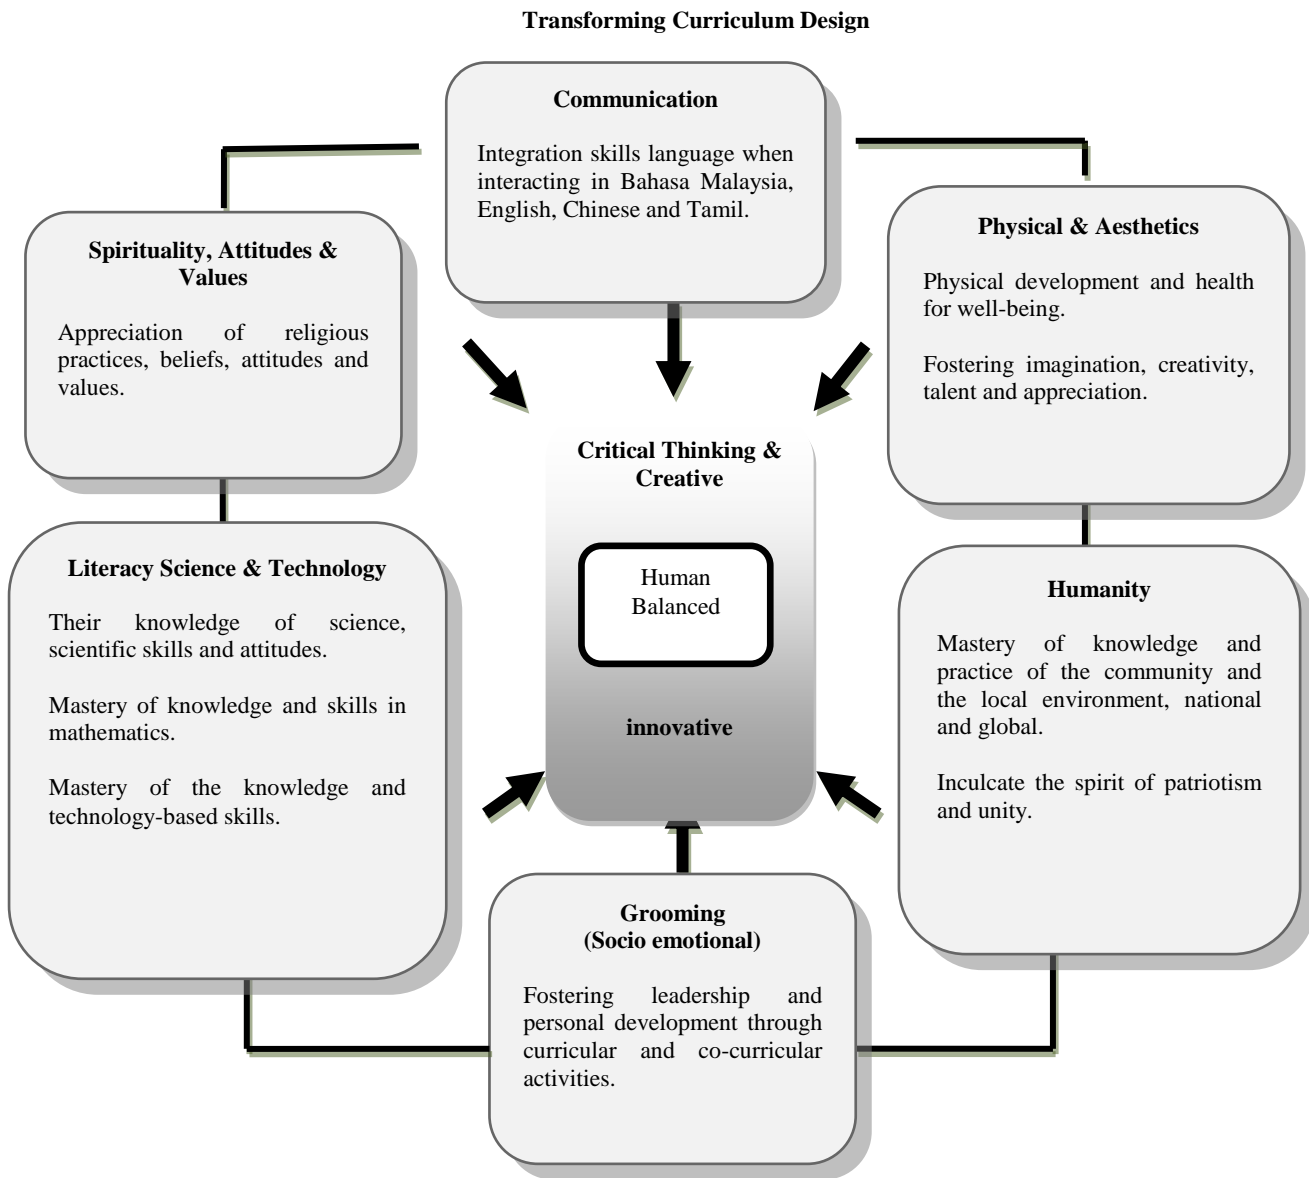 Transforming Curriculum Design
Communication
Integration skills language when
interacting in Bahasa Malaysia,
English, Chinese and Tamil.
Spirituality, Attitudes &
Values
Appreciation of religious
practices, beliefs, attitudes and
values.
Physical & Aesthetics
Physical development and health
for well-being.
Fostering imagination, creativity,
talent and appreciation.
Critical Thinking &
Creative
Human
Balanced
innovative
Literacy Science & Technology
Their knowledge of science,
scientific skills and attitudes.
Mastery of knowledge and skills in
mathematics.
Mastery of the knowledge and
technology-based skills.
Humanity
Mastery of knowledge and
practice of the community and
the local environment, national
and global.
Inculcate the spirit of patriotism
and unity.
Grooming
(Socio emotional)
Fostering leadership and
personal development through
curricular and co-curricular
activities.